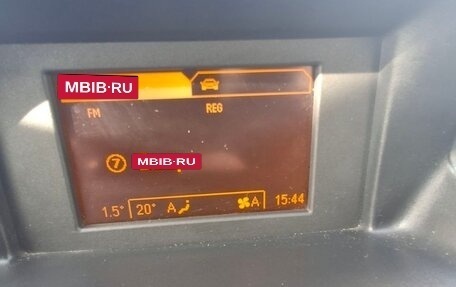 MBIB·RU
FM REG
7 MBIB·RU
1.5° 20° A A 15:44